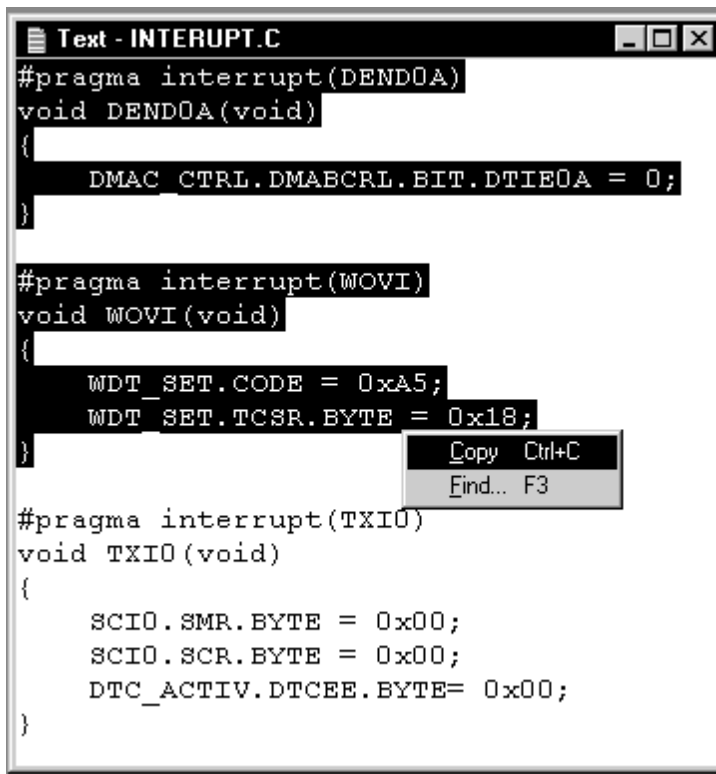 Text - INTERUPT.C
#pragma interrupt(DEND0A)
void DEND0A(void)
{
    DMAC_CTRL.DMABCRL.BIT.DTIE0A = 0;
}
#pragma interrupt(WOVI)
void WOVI(void)
{
    WDT_SET.CODE = 0xA5;
    WDT_SET.TCSR.BYTE = 0x18;
}
Copy Ctrl+C
Find... F3
#pragma interrupt(TXI0)
void TXI0(void)
{
    SCI0.SMR.BYTE = 0x00;
    SCI0.SCR.BYTE = 0x00;
    DTC_ACTIV.DTCEE.BYTE= 0x00;
}